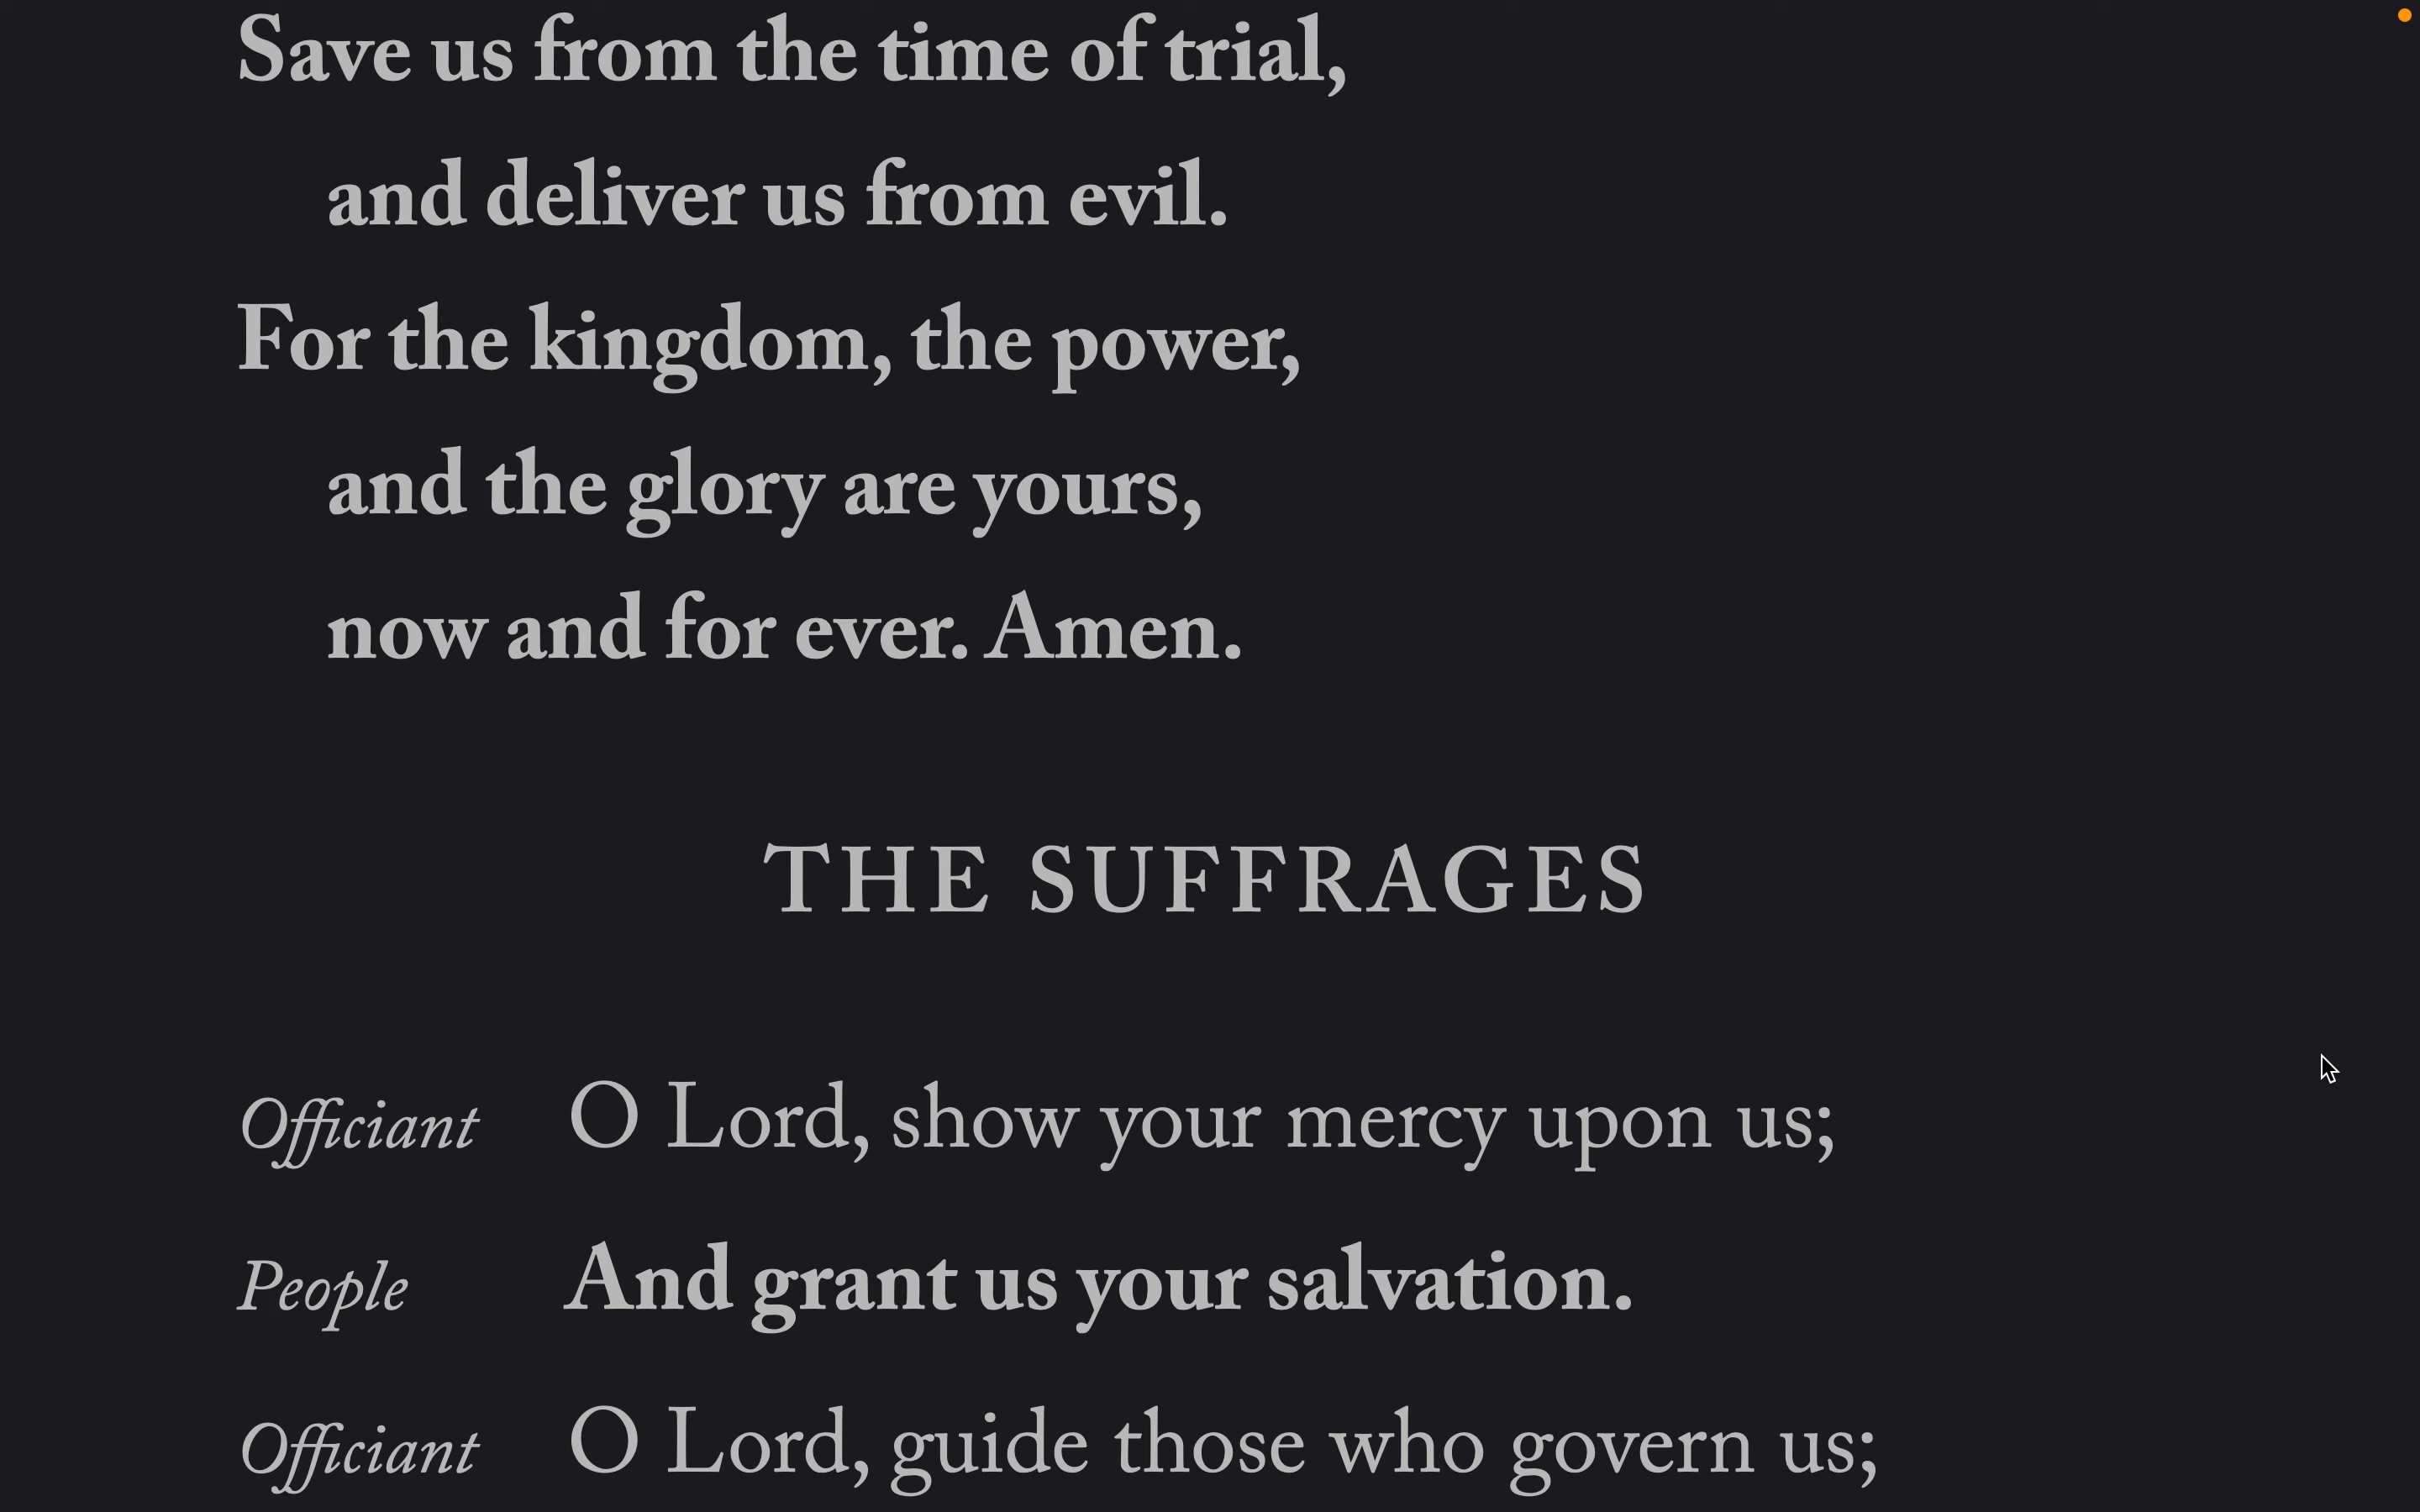 Save us from the time of trial,
and deliver us from evil.
For the kingdom, the power,
and the glory are yours,
now and for ever. Amen.
THE SUFFRAGES
Officiant O Lord, show your mercy upon us;
People And grant us your salvation.
Officiant O Lord, guide those who govern us;